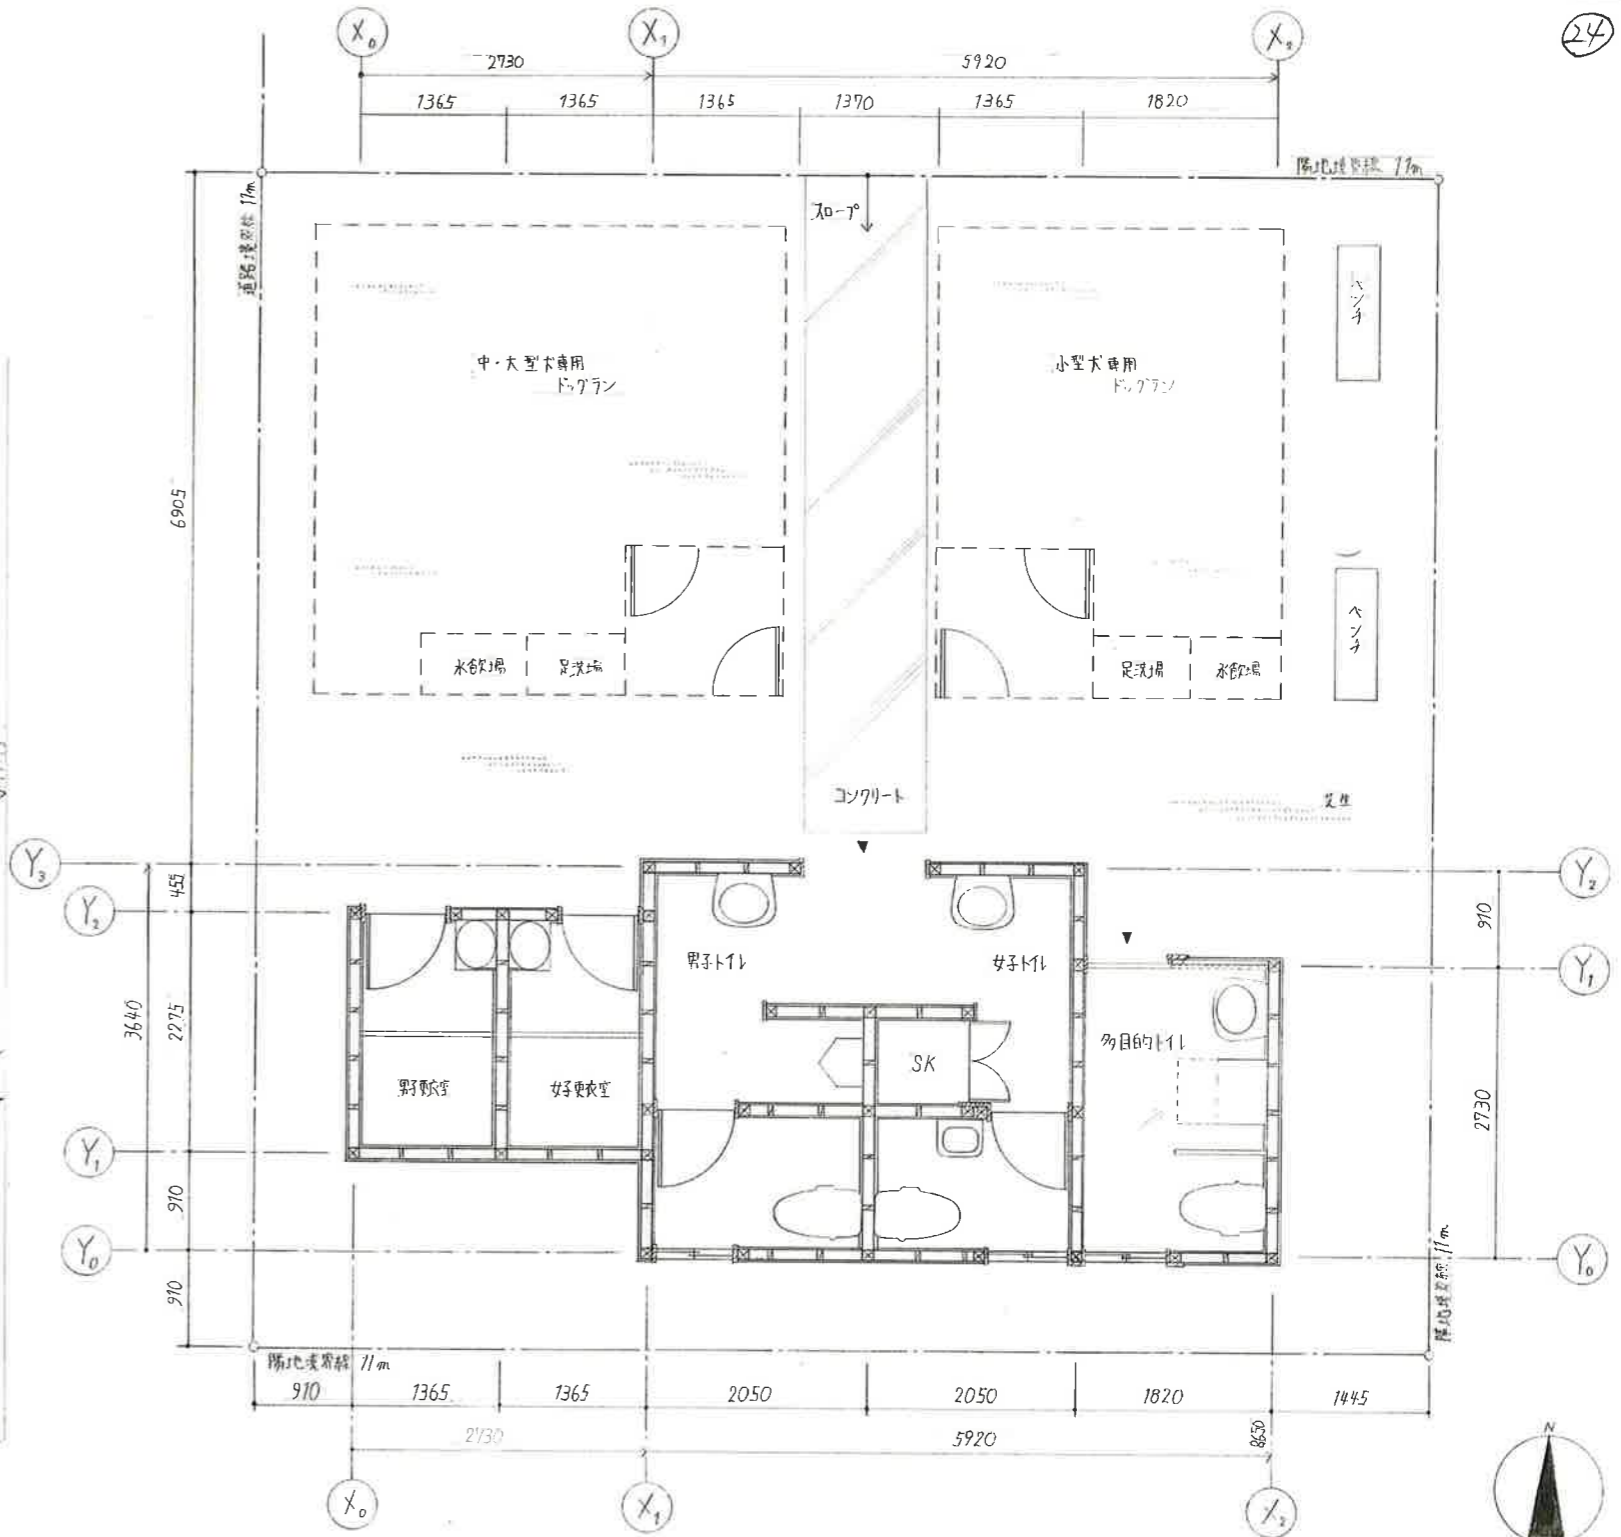 24
X₀
X₁
X₂
2730
5920
1365
1365
1365
1370
1365
1820
隣地境界線 11m
道路境界線 11m
スロープ
ベンチ
中・大型犬専用
ドッグラン
小型犬専用
ドッグラン
6905
ベンチ
水飲場
足洗場
足洗場
水飲場
コンクリート
芝生
Y₃
Y₂
455
Y₂
910
男子トイレ
女子トイレ
Y₁
3640
2275
多目的トイレ
SK
男子更衣室
女子更衣室
2730
Y₁
910
Y₀
Y₀
910
隣地境界線 11m
隣地境界線 11m
910
1365
1365
2050
2050
1820
1445
2730
5920
8650
N
X₀
X₁
X₂